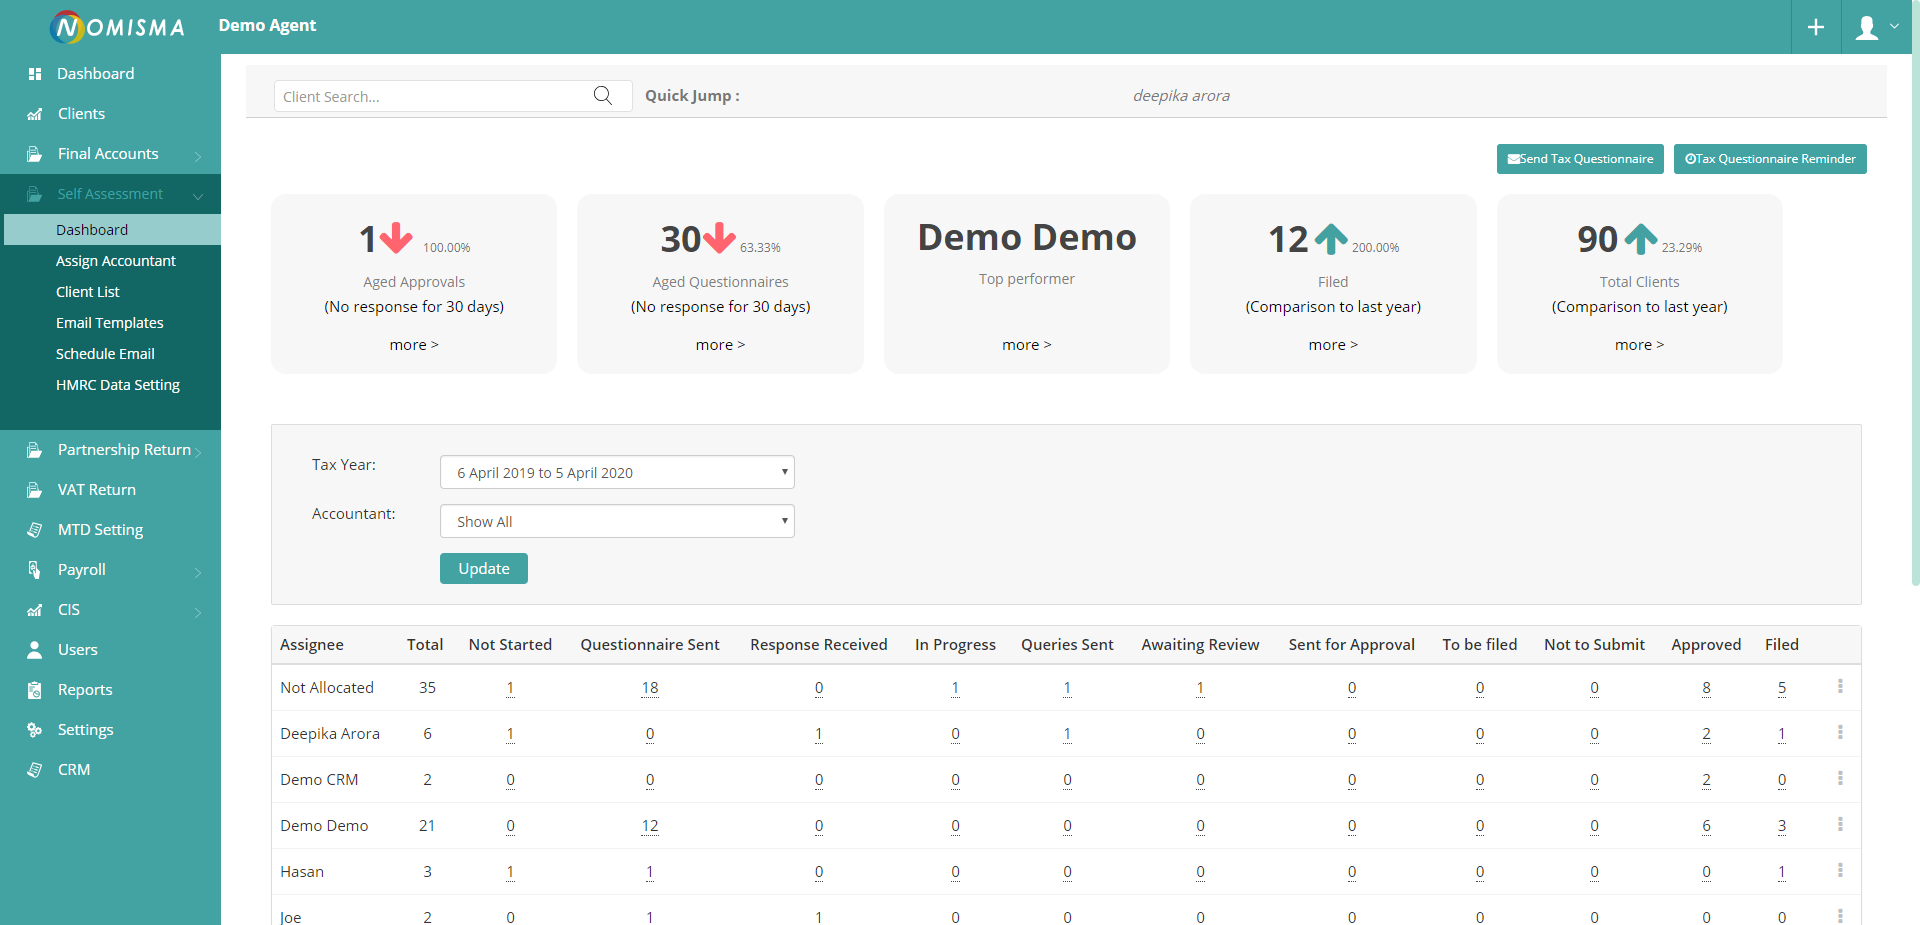 NOMISMA
Demo Agent
Dashboard
Clients
Final Accounts
Self Assessment
Dashboard
Assign Accountant
Client List
Email Templates
Schedule Email
HMRC Data Setting
Partnership Return
VAT Return
MTD Setting
Payroll
CIS
Users
Reports
Settings
CRM
Client Search... Quick Jump : deepika arora
Send Tax Questionnaire Tax Questionnaire Reminder
1 100.00%
Aged Approvals
(No response for 30 days)
more >
30 63.33%
Aged Questionnaires
(No response for 30 days)
more >
Demo Demo
Top performer
more >
12 200.00%
Filed
(Comparison to last year)
more >
90 23.29%
Total Clients
(Comparison to last year)
more >
Tax Year: 6 April 2019 to 5 April 2020
Accountant: Show All
Update
Assignee Total Not Started Questionnaire Sent Response Received In Progress Queries Sent Awaiting Review Sent for Approval To be filed Not to Submit Approved Filed
Not Allocated 35 1 18 0 1 1 1 0 0 0 8 5
Deepika Arora 6 1 0 1 0 1 0 0 0 0 2 1
Demo CRM 2 0 0 0 0 0 0 0 0 0 2 0
Demo Demo 21 0 12 0 0 0 0 0 0 0 6 3
Hasan 3 1 1 0 0 0 0 0 0 0 0 1
Joe 2 0 1 1 0 0 0 0 0 0 0 0